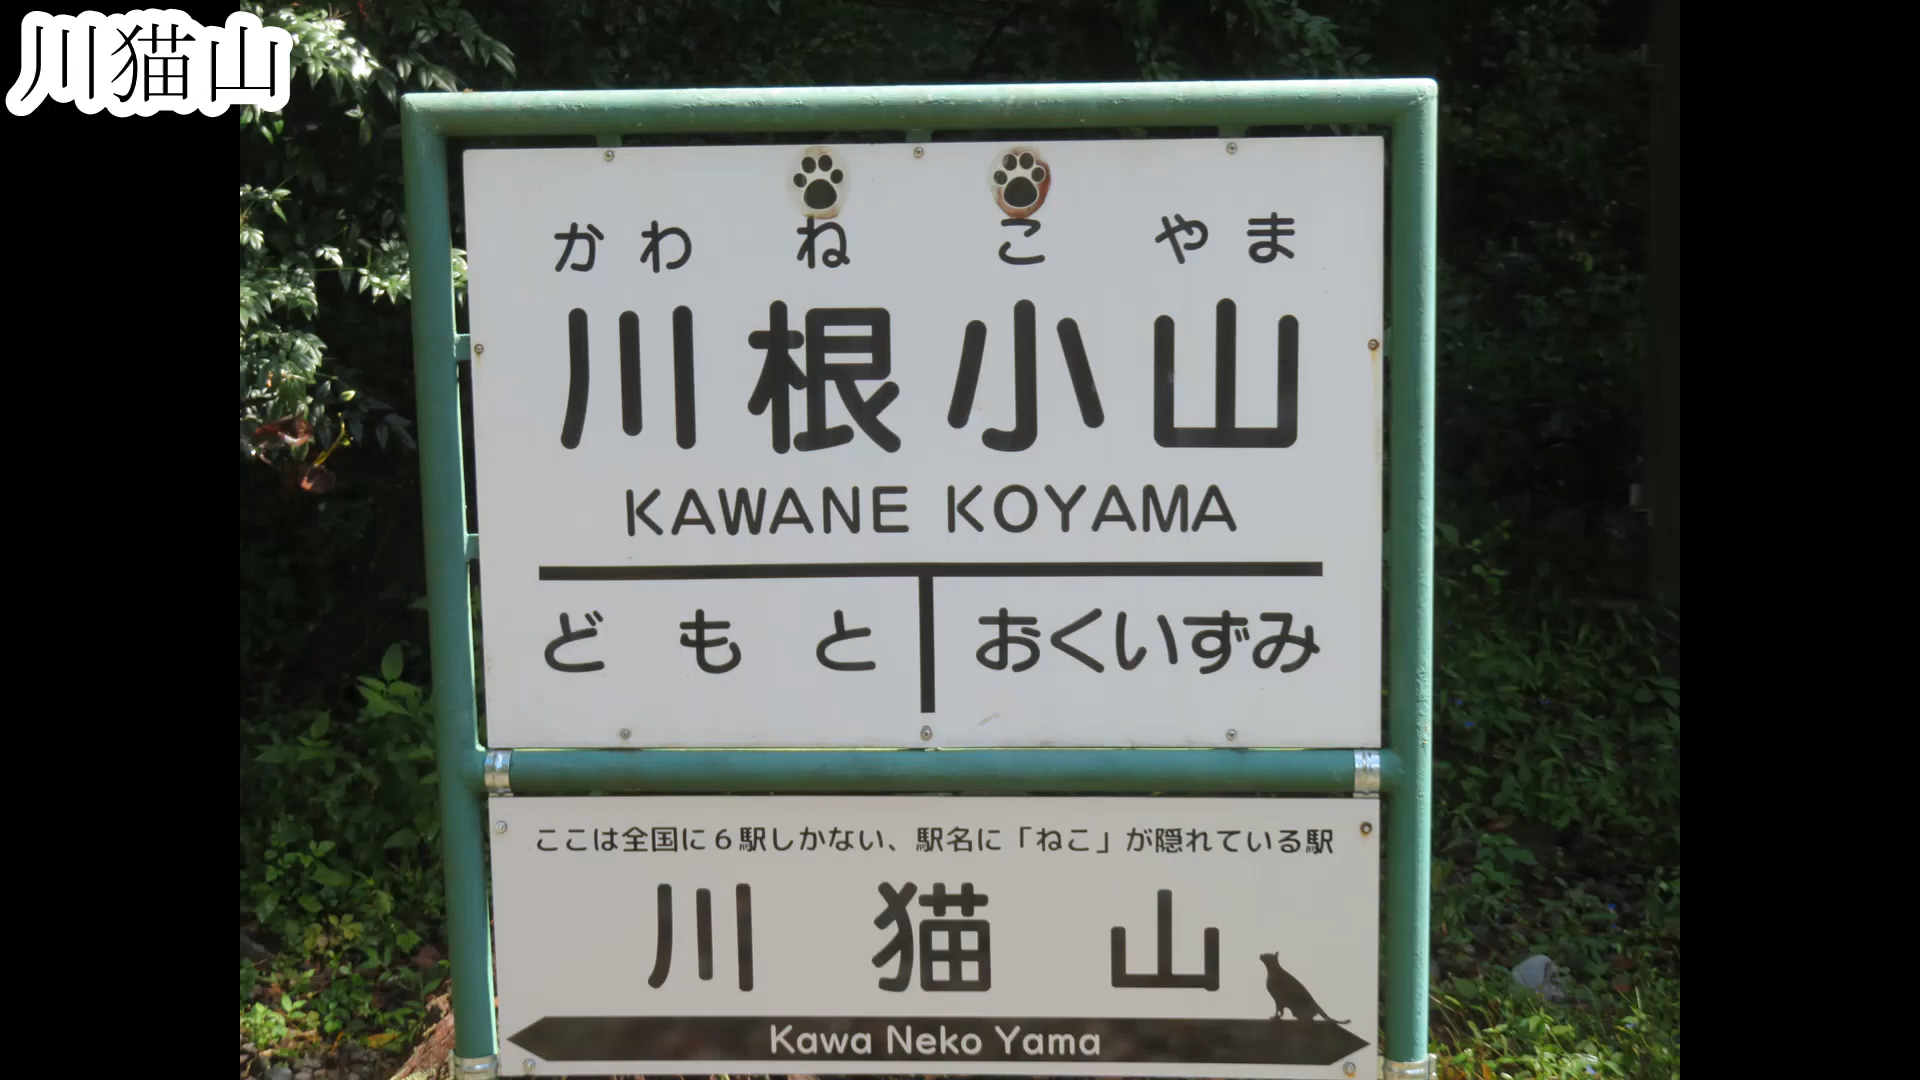 川猫山
かわ ね こ やま
川根小山
KAWANE KOYAMA
どもと おくいずみ
ここは全国に6駅しかない、駅名に「ねこ」が隠れている駅
川猫山
Kawa Neko Yama